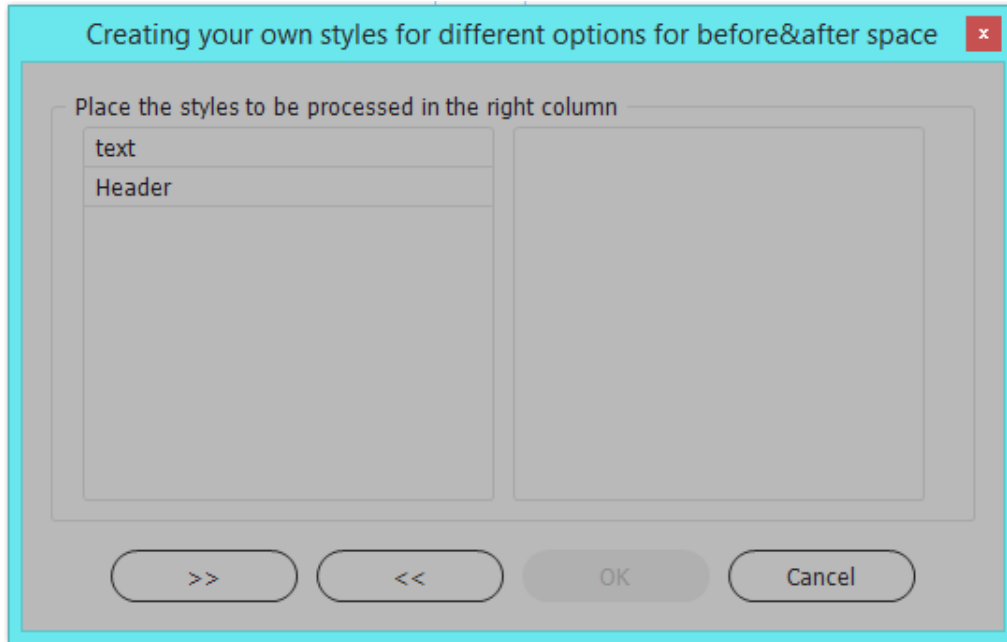 Creating your own styles for different options for before&after space
x
Place the styles to be processed in the right column
text
Header
>>
<<
OK
Cancel